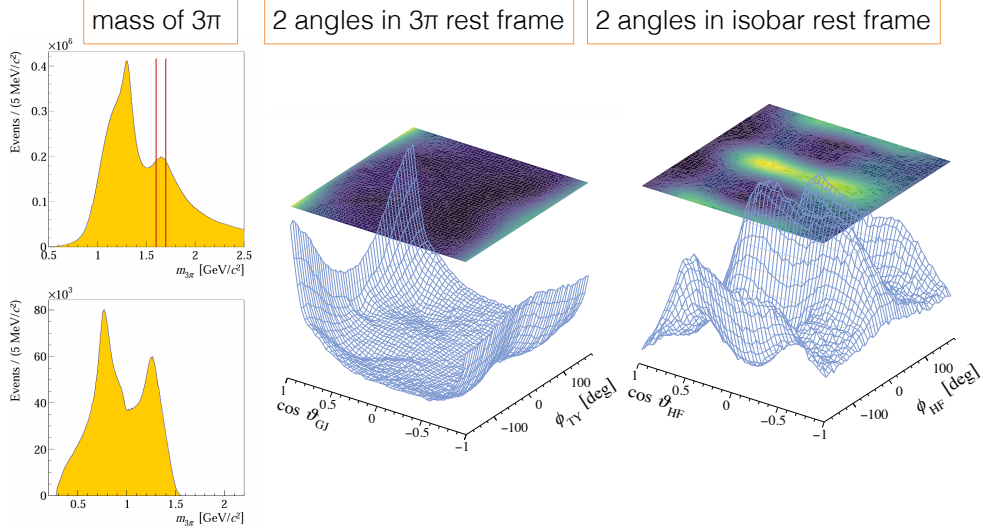 mass of 3π
2 angles in 3π rest frame
2 angles in isobar rest frame
×10⁶
Events / (5 MeV/c²)
0.4
0.3
0.2
0.1
0
0.5 1 1.5 2 2.5
m₃π [GeV/c²]
×10³
Events / (5 MeV/c²)
80
60
40
20
0
0.5 1 1.5 2
m₃π [GeV/c²]
1 0.5 0 −0.5 −1
cos ϑ_GJ
−100 0 100
ϕ_TY [deg]
1 0.5 0 −0.5 −1
cos ϑ_HF
−100 0 100
ϕ_HF [deg]